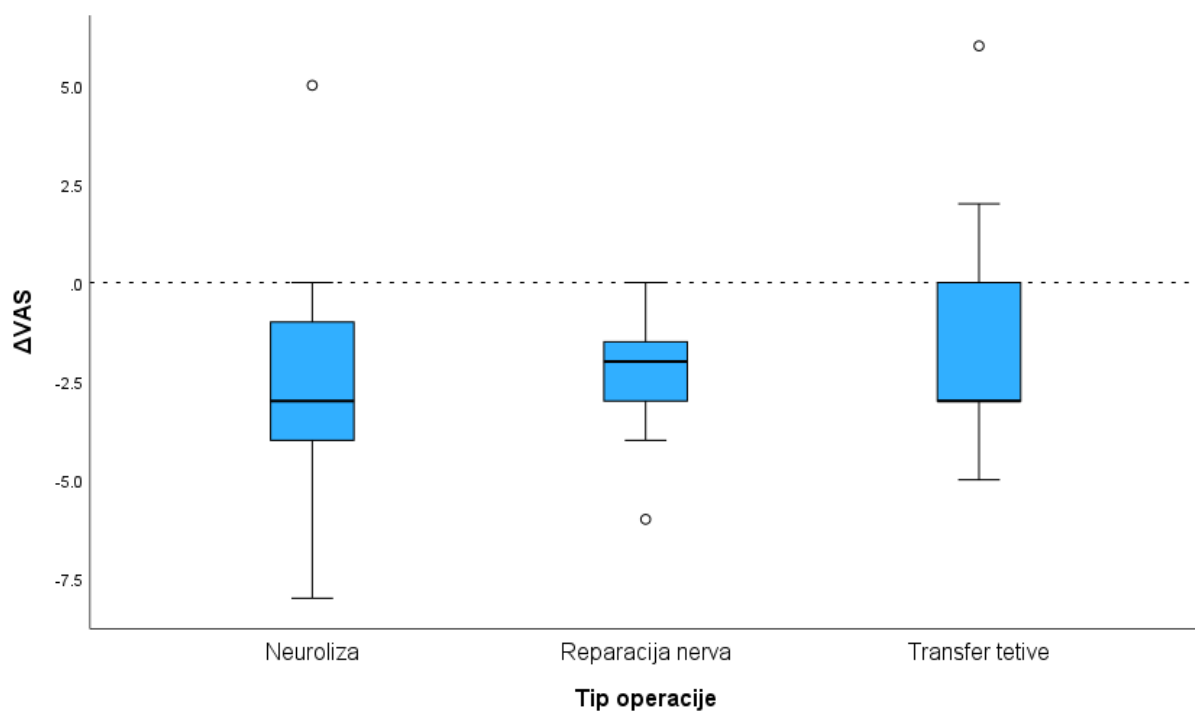 5.0
2.5
.0
-2.5
-5.0
-7.5
ΔVAS
Neuroliza
Reparacija nerva
Transfer tetive
Tip operacije